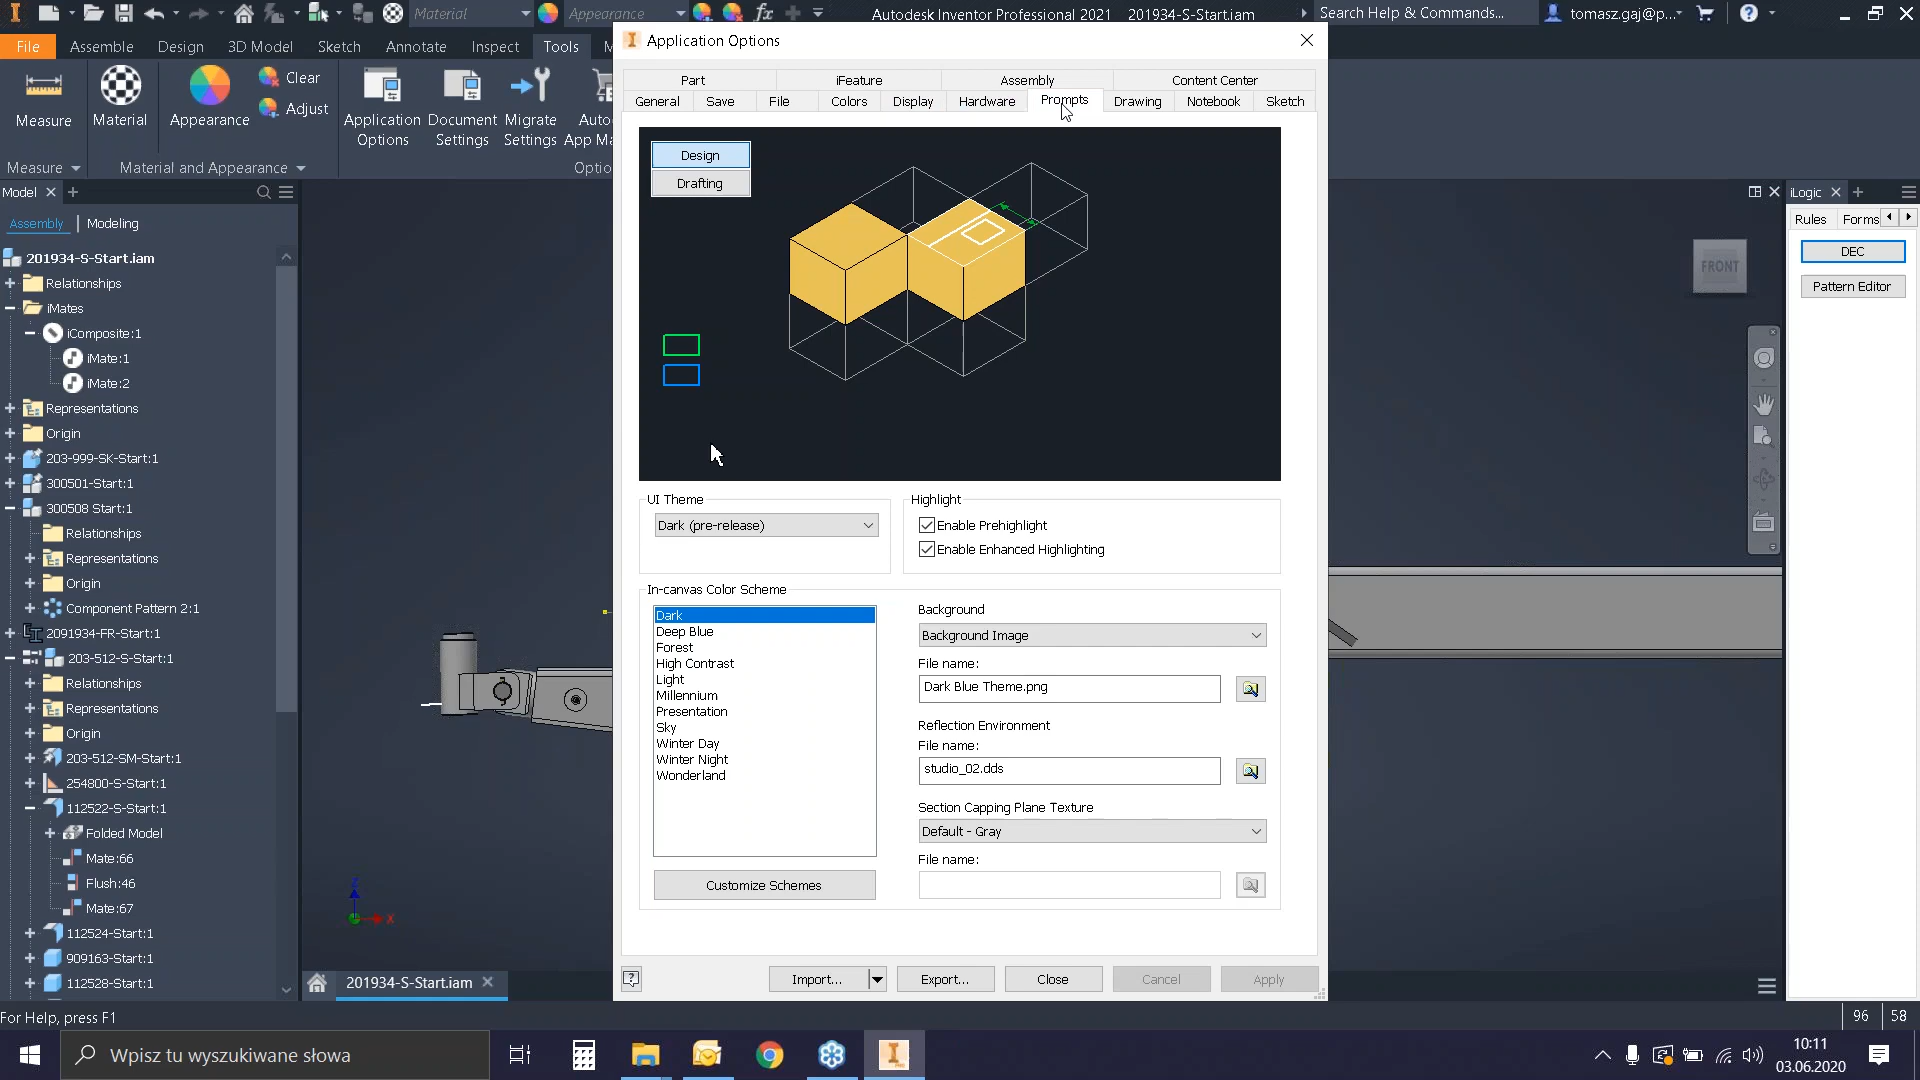 Material
Appearance
fx
Autodesk Inventor Professional 2021 201934-S-Start.iam
Search Help & Commands...
tomasz.gaj@p...
File Assembly Design 3D Model Sketch Annotate Inspect Tools
Measure
Material
Appearance
Clear
Adjust
Application
Options
Document
Settings
Migrate
Settings
Measure
Material and Appearance
Application Options
Part iFeature Assembly Content Center
General Save File Colors Display Hardware Prompts Drawing Notebook Sketch
Design
Drafting
UI Theme
Dark (pre-release)
Highlight
Enable Prehighlight
Enable Enhanced Highlighting
In-canvas Color Scheme
Dark
Deep Blue
Forest
High Contrast
Light
Millennium
Presentation
Sky
Winter Day
Winter Night
Wonderland
Customize Schemes
Background
Background Image
File name:
Dark Blue Theme.png
Reflection Environment
File name:
studio_02.dds
Section Capping Plane Texture
Default - Gray
File name:
Import... Export... Close Cancel Apply
Model
Assembly Modeling
201934-S-Start.iam
Relationships
iMates
iComposite:1
iMate:1
iMate:2
Representations
Origin
203-999-SK-Start:1
300501-Start:1
300508 Start:1
Relationships
Representations
Origin
Component Pattern 2:1
2091934-FR-Start:1
203-512-S-Start:1
Relationships
Representations
Origin
203-512-SM-Start:1
254800-S-Start:1
112522-S-Start:1
Folded Model
Mate:66
Flush:46
Mate:67
112524-Start:1
909163-Start:1
112528-Start:1
Z
X
201934-S-Start.iam
FRONT
iLogic
Rules Forms
DEC
Pattern Editor
For Help, press F1
96 58
Wpisz tu wyszukiwane słowa
10:11
03.06.2020